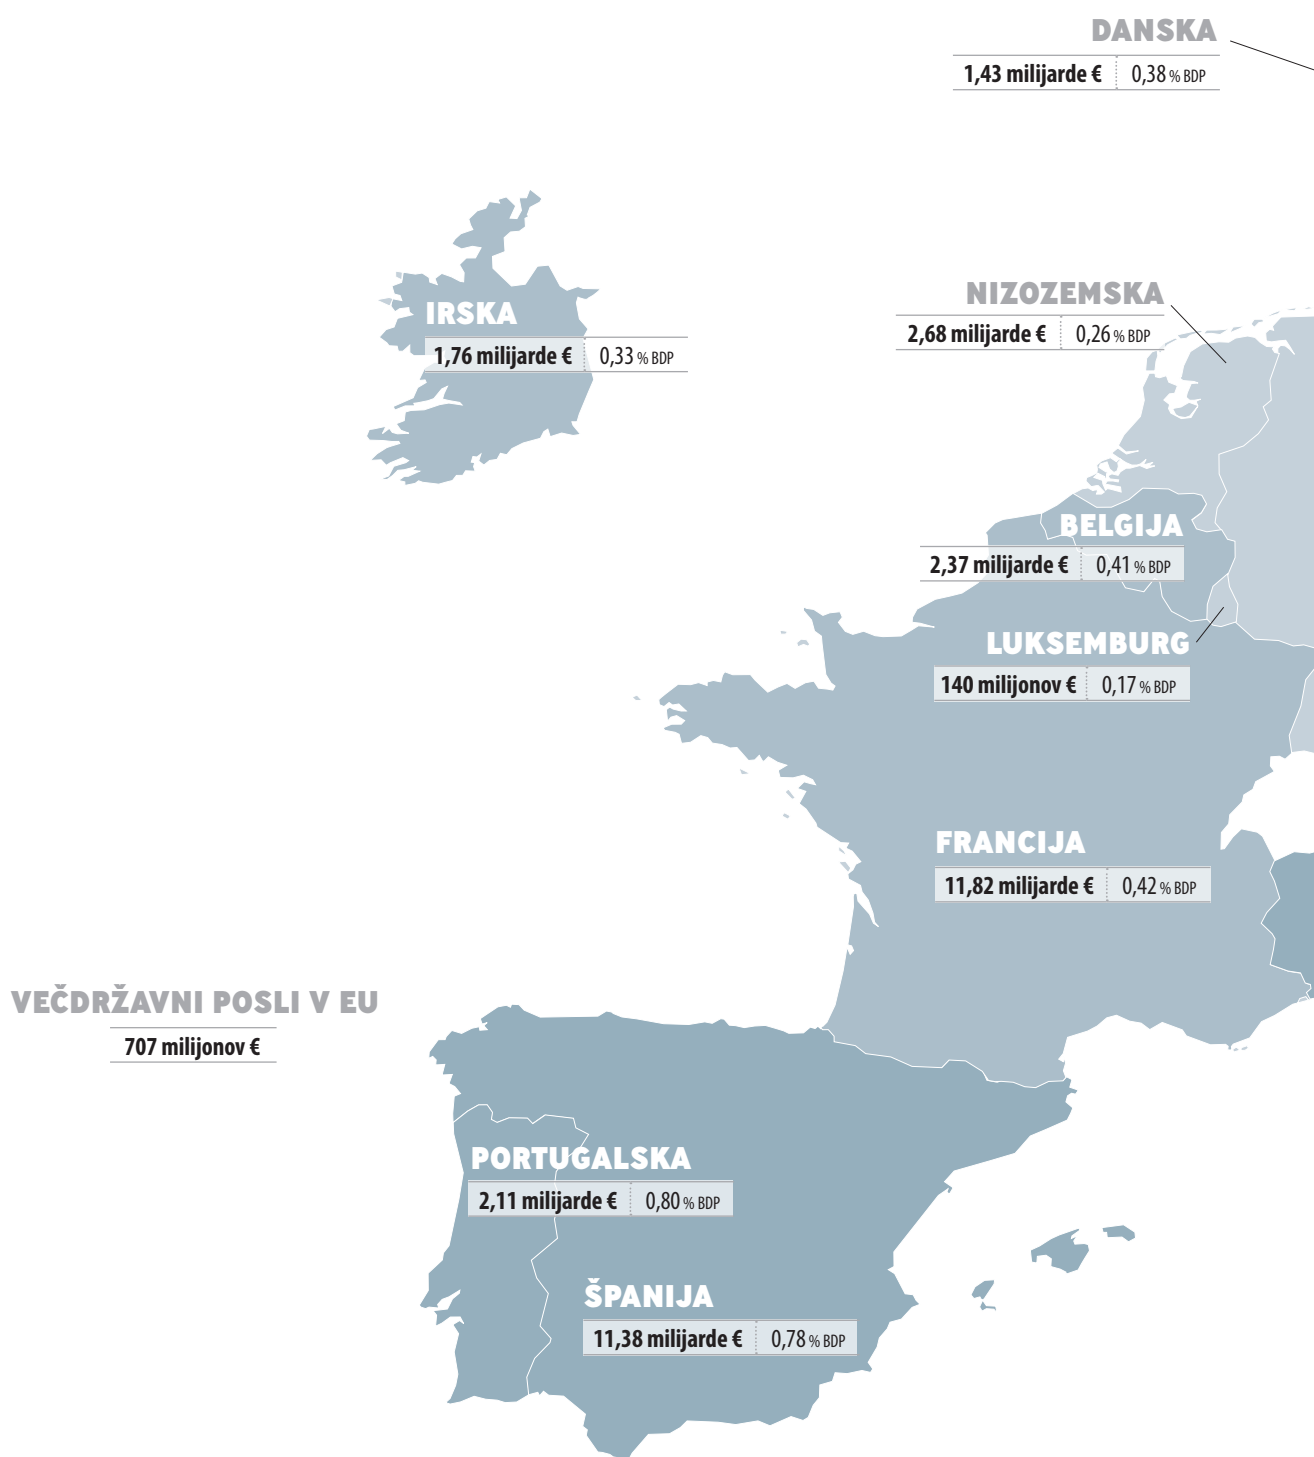 DANSKA
1,43 milijarde € 0,38 % BDP
IRSKA
1,76 milijarde € 0,33 % BDP
NIZOZEMSKA
2,68 milijarde € 0,26 % BDP
BELGIJA
2,37 milijarde € 0,41 % BDP
LUKSEMBURG
140 milijonov € 0,17 % BDP
FRANCIJA
11,82 milijarde € 0,42 % BDP
VEČDRŽAVNI POSLI V EU
707 milijonov €
PORTUGALSKA
2,11 milijarde € 0,80 % BDP
ŠPANIJA
11,38 milijarde € 0,78 % BDP